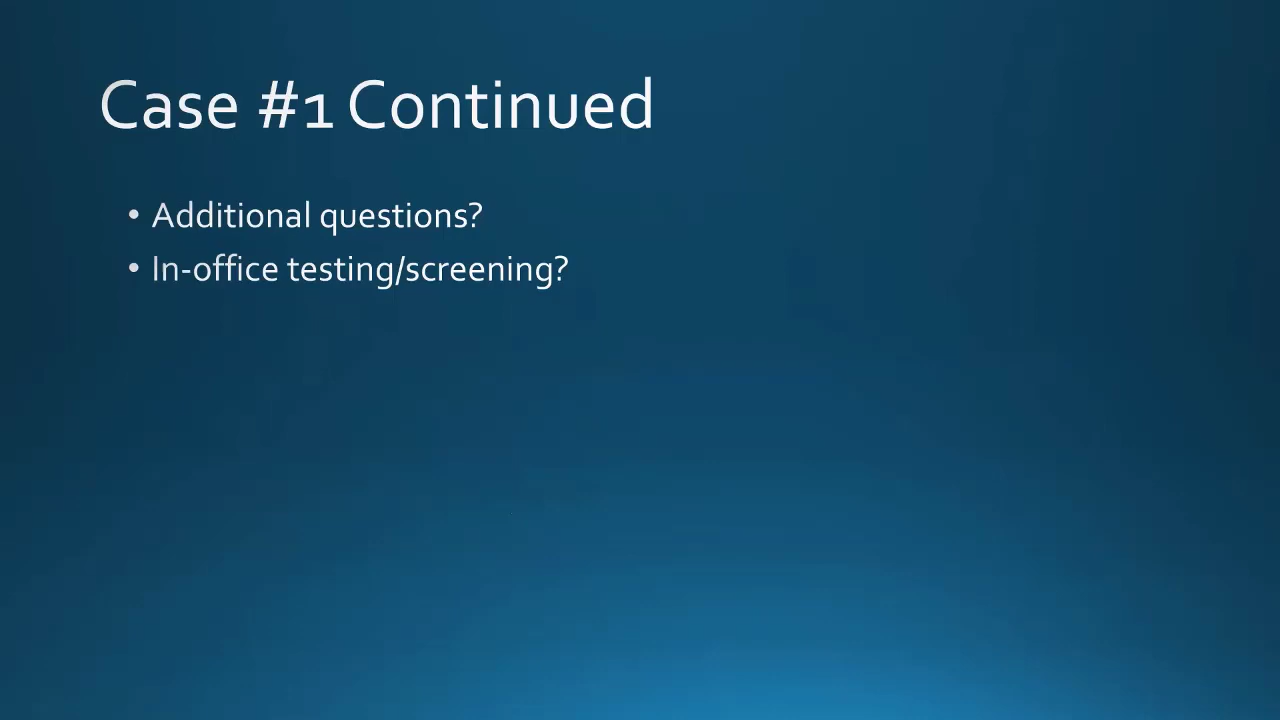 Case #1 Continued
• Additional questions?
• In-office testing/screening?